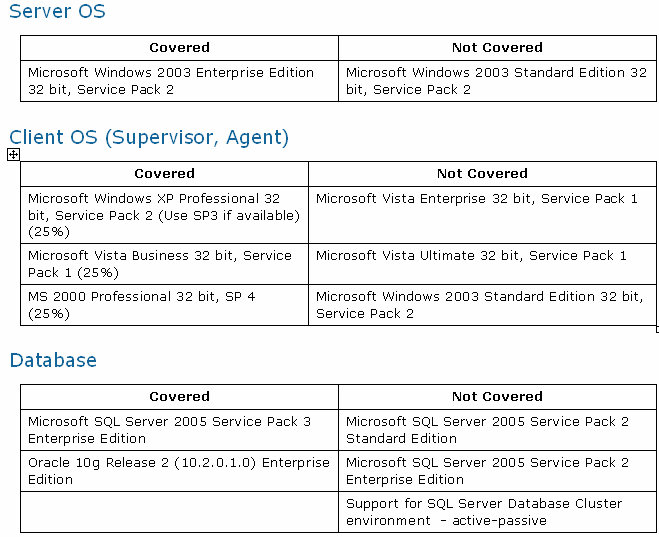 Server OS
Covered
Not Covered
Microsoft Windows 2003 Enterprise Edition
32 bit, Service Pack 2
Microsoft Windows 2003 Standard Edition 32
bit, Service Pack 2
Client OS (Supervisor, Agent)
Covered
Not Covered
Microsoft Windows XP Professional 32
bit, Service Pack 2 (Use SP3 if available)
(25%)
Microsoft Vista Enterprise 32 bit, Service Pack 1
Microsoft Vista Business 32 bit, Service
Pack 1 (25%)
Microsoft Vista Ultimate 32 bit, Service Pack 1
MS 2000 Professional 32 bit, SP 4
(25%)
Microsoft Windows 2003 Standard Edition 32 bit,
Service Pack 2
Database
Covered
Not Covered
Microsoft SQL Server 2005 Service Pack 3
Enterprise Edition
Microsoft SQL Server 2005 Service Pack 2
Standard Edition
Oracle 10g Release 2 (10.2.0.1.0) Enterprise
Edition
Microsoft SQL Server 2005 Service Pack 2
Enterprise Edition
Support for SQL Server Database Cluster
environment – active-passive